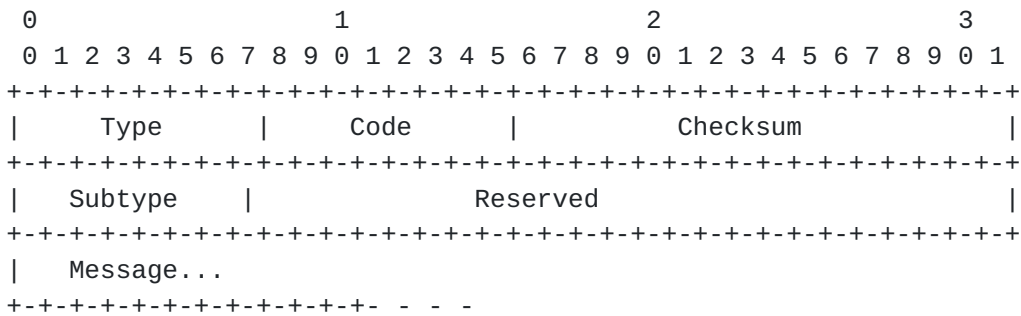 0                   1                   2                   3
 0 1 2 3 4 5 6 7 8 9 0 1 2 3 4 5 6 7 8 9 0 1 2 3 4 5 6 7 8 9 0 1
+-+-+-+-+-+-+-+-+-+-+-+-+-+-+-+-+-+-+-+-+-+-+-+-+-+-+-+-+-+-+-+-+
|     Type      |     Code      |          Checksum             |
+-+-+-+-+-+-+-+-+-+-+-+-+-+-+-+-+-+-+-+-+-+-+-+-+-+-+-+-+-+-+-+-+
|   Subtype    |              Reserved                          |
+-+-+-+-+-+-+-+-+-+-+-+-+-+-+-+-+-+-+-+-+-+-+-+-+-+-+-+-+-+-+-+-+
|   Message...
+-+-+-+-+-+-+-+-+-+-+-+- - - -